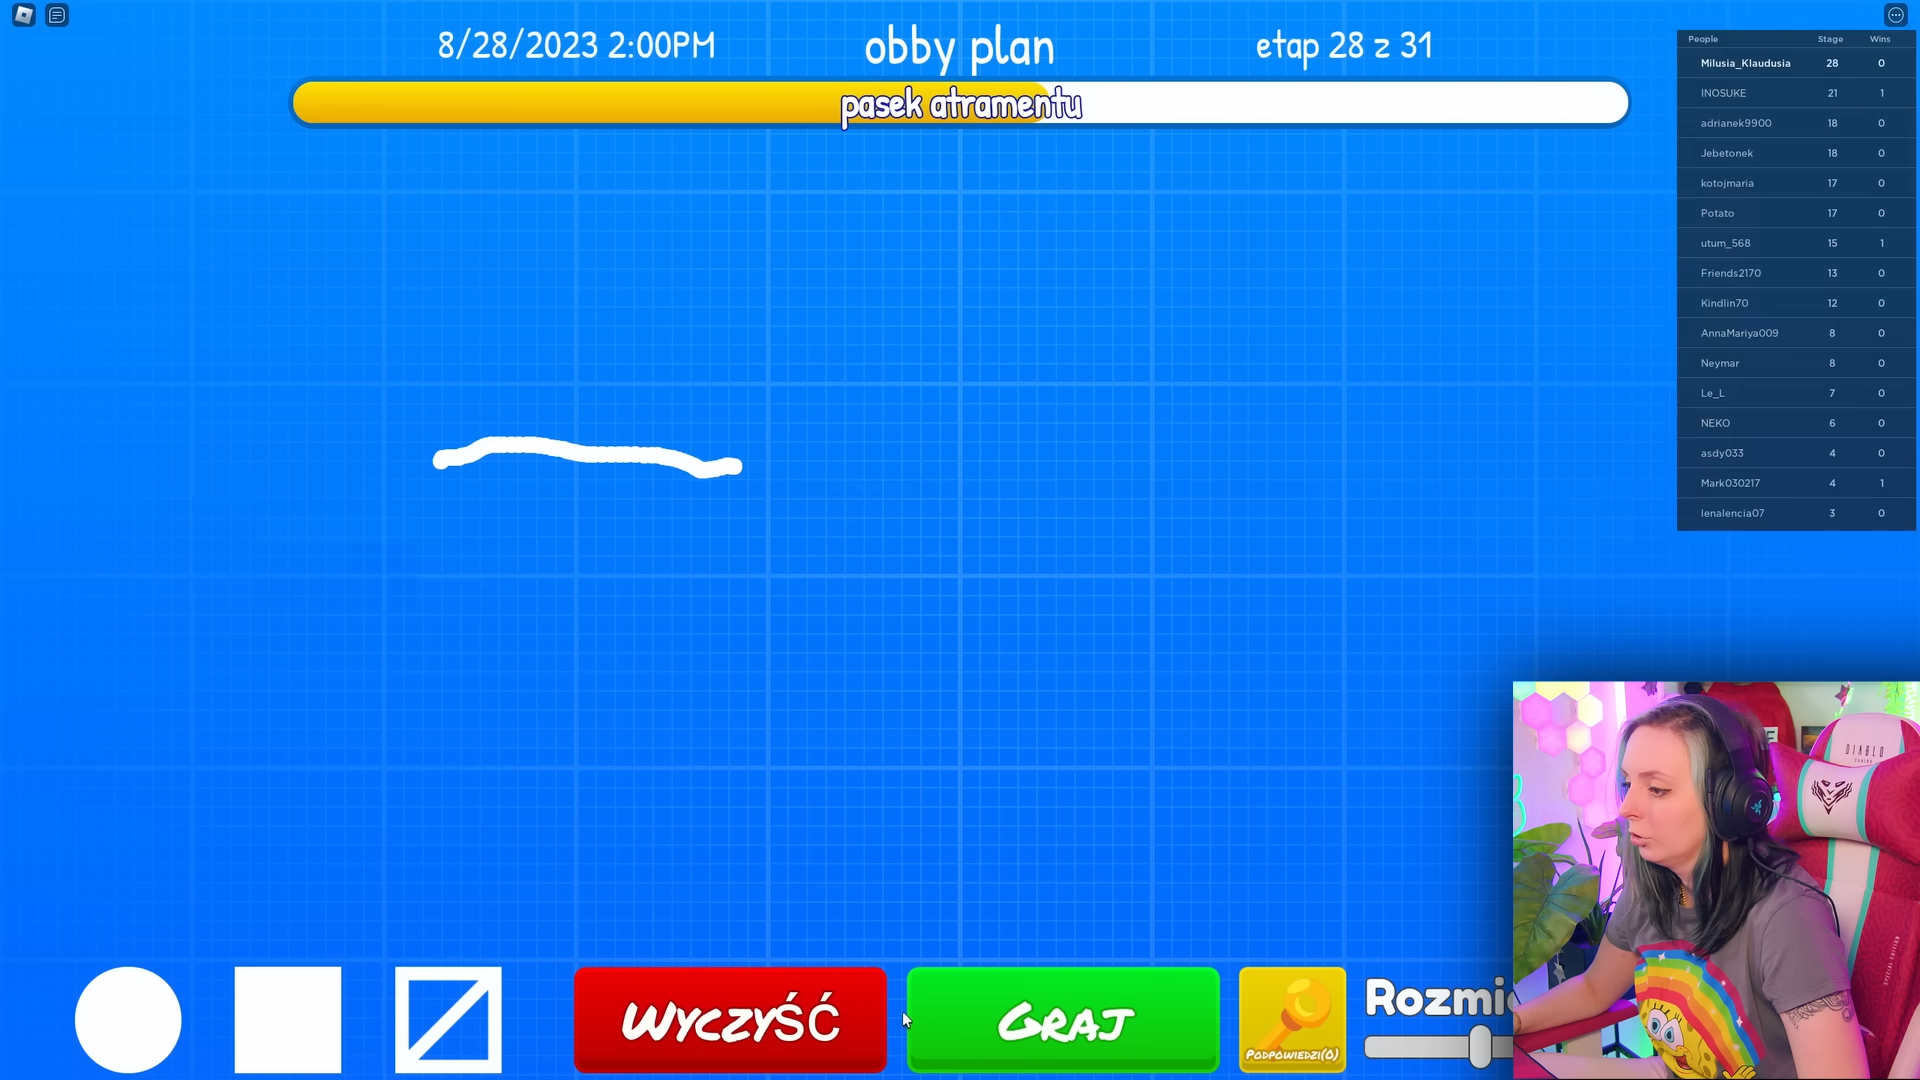 8/28/2023 2:00PM
obby plan
etap 28 z 31
pasek atramentu
People Stage Wins
Milusia_Klaudusia 28 0
INOSUKE 21 1
adrianek9900 18 0
Jebetonek 18 0
kotojmaria 17 0
Potato 17 0
utum_568 15 1
Friends2170 13 0
Kindlin70 12 0
AnnaMariya009 8 0
Neymar 8 0
Le_L 7 0
NEKO 6 0
asdy033 4 0
Mark030217 4 1
lenalencia07 3 0
DIABLO
Wyczyść
Graj
Podpowiedzi(0)
Rozmi